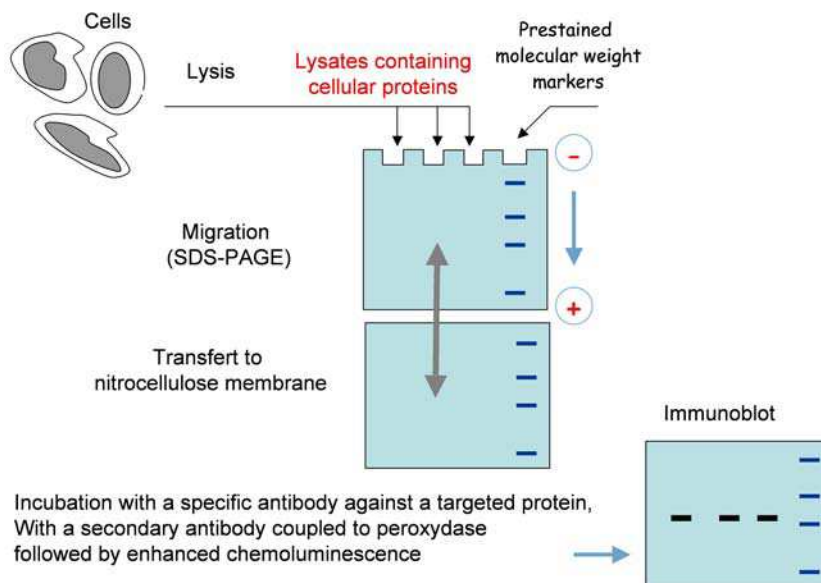 Cells
Prestained
molecular weight
markers
Lysis
Lysates containing
cellular proteins
-
Migration
(SDS-PAGE)
+
Transfert to
nitrocellulose membrane
Immunoblot
Incubation with a specific antibody against a targeted protein,
With a secondary antibody coupled to peroxydase
followed by enhanced chemoluminescence